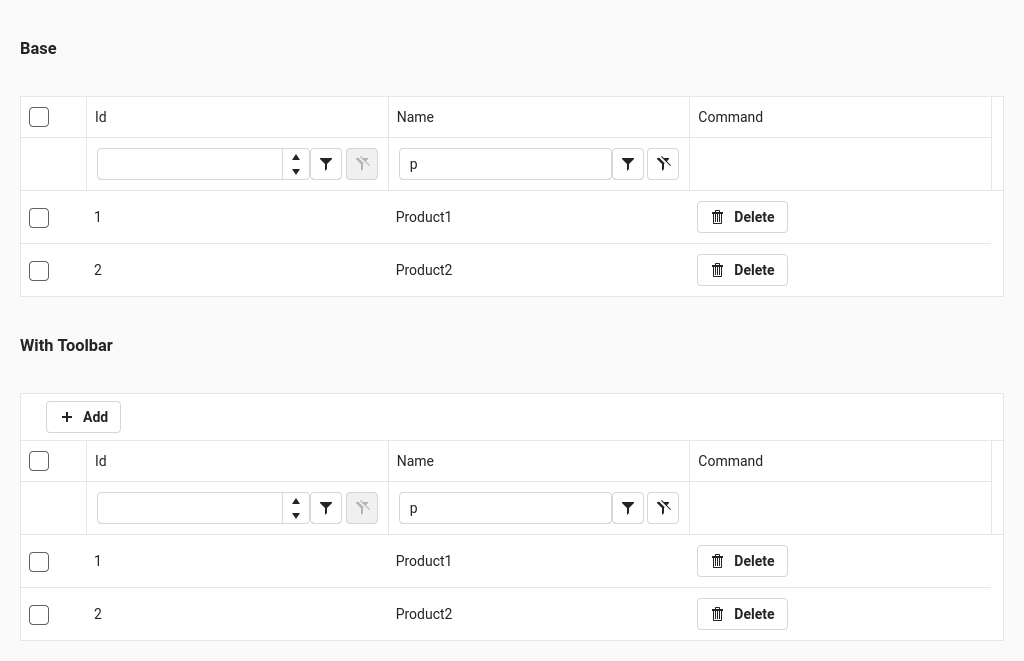 Base
Id Name Command
p
1 Product1 Delete
2 Product2 Delete
With Toolbar
Add
Id Name Command
p
1 Product1 Delete
2 Product2 Delete